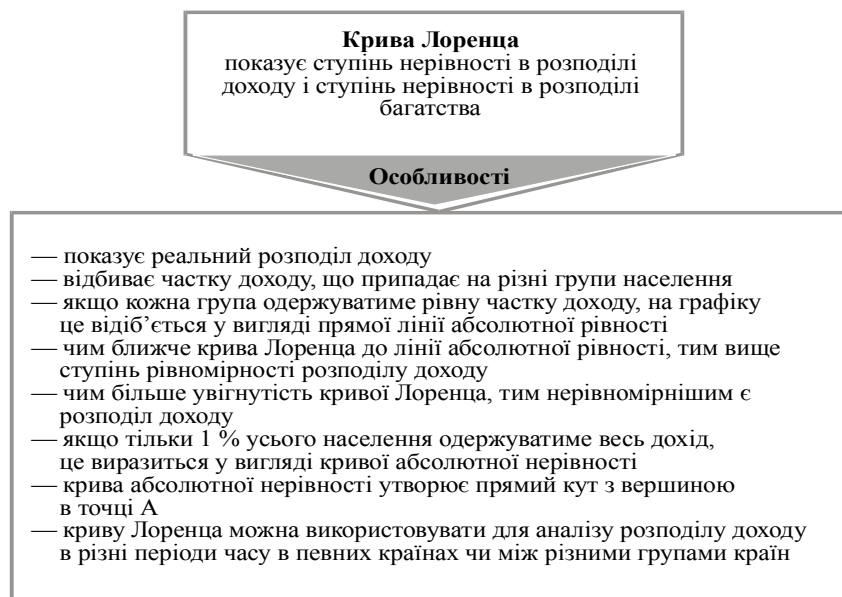 Крива Лоренца
показує ступінь нерівності в розподілі
доходу і ступінь нерівності в розподілі
багатства
Особливості
— показує реальний розподіл доходу
— відбиває частку доходу, що припадає на різні групи населення
— якщо кожна група одержуватиме рівну частку доходу, на графіку
це відіб’ється у вигляді прямої лінії абсолютної рівності
— чим ближче крива Лоренца до лінії абсолютної рівності, тим вище
ступінь рівномірності розподілу доходу
— чим більше увігнутість кривої Лоренца, тим нерівномірнішим є
розподіл доходу
— якщо тільки 1 % усього населення одержуватиме весь дохід,
це виразиться у вигляді кривої абсолютної нерівності
— крива абсолютної нерівності утворює прямий кут з вершиною
в точці А
— криву Лоренца можна використовувати для аналізу розподілу доходу
в різні періоди часу в певних країнах чи між різними групами країн